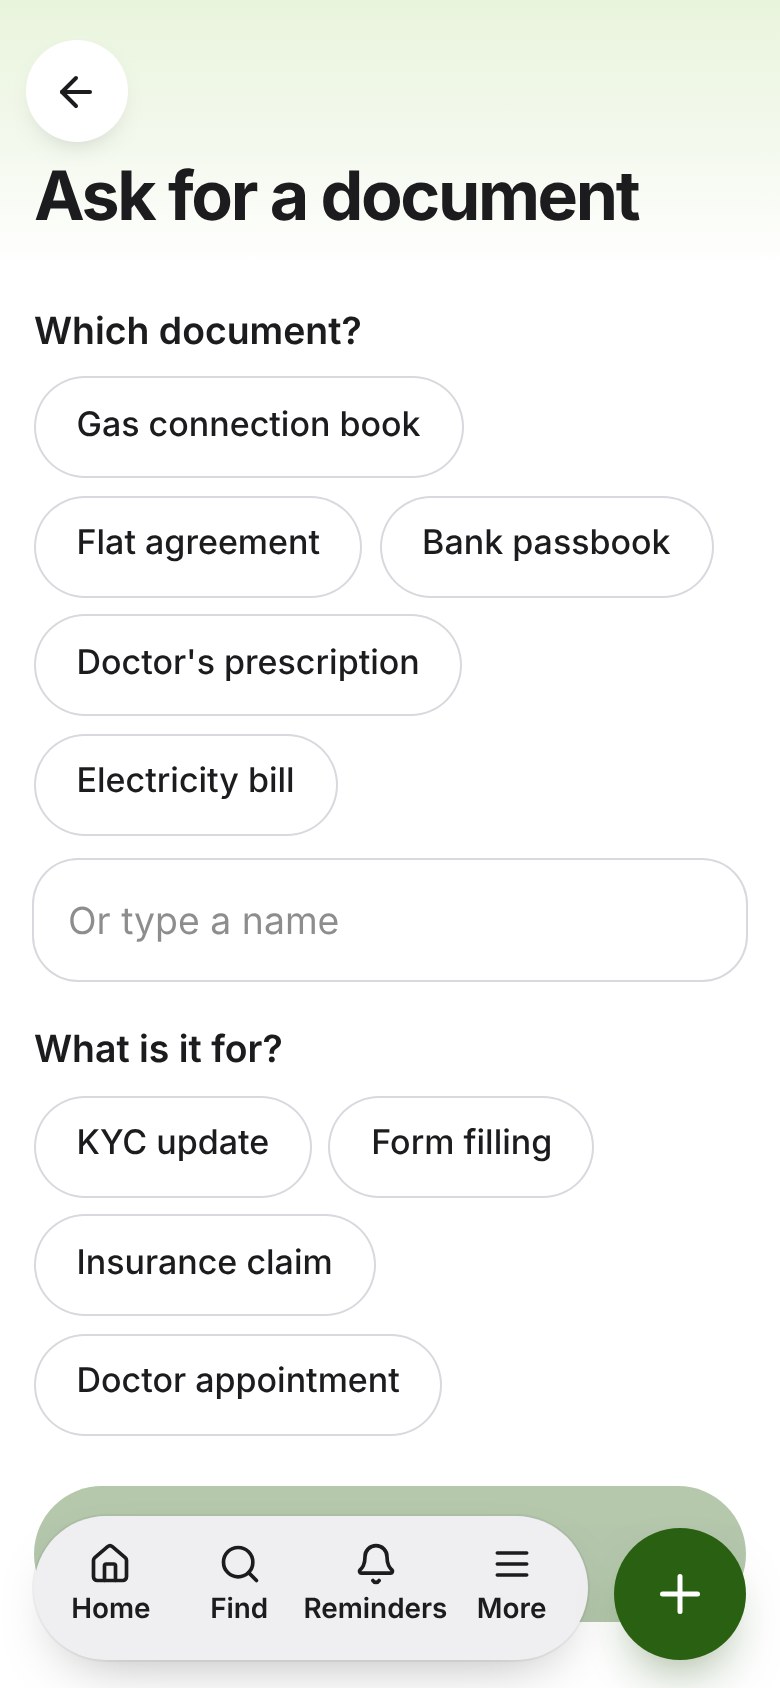 Ask for a document
Which document?
Gas connection book
Flat agreement
Bank passbook
Doctor's prescription
Electricity bill
Or type a name
What is it for?
KYC update
Form filling
Insurance claim
Doctor appointment
Home
Find
Reminders
More